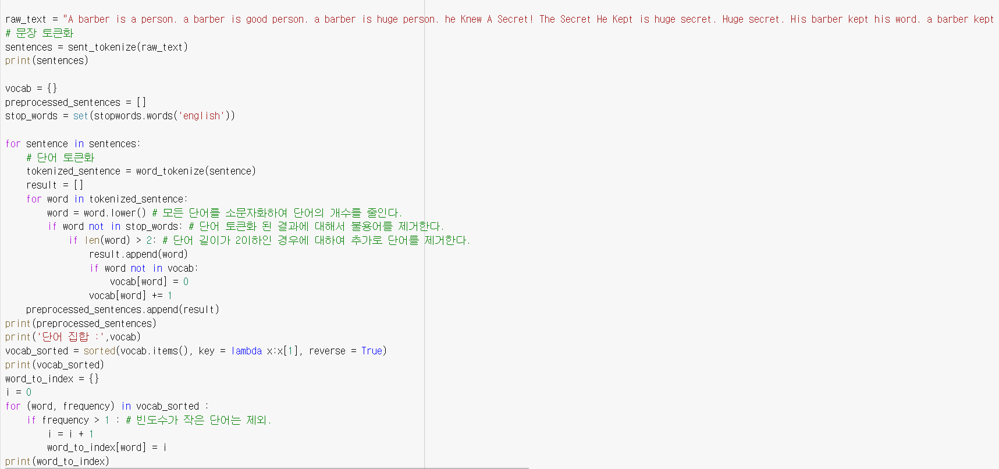 raw_text = "A barber is a person. a barber is good person. a barber is huge person. he Knew A Secret! The Secret He Kept is huge secret. Huge secret. His barber kept his word. a barber kept
# 문장 토큰화
sentences = sent_tokenize(raw_text)
print(sentences)
vocab = {}
preprocessed_sentences = []
stop_words = set(stopwords.words('english'))
for sentence in sentences:
    # 단어 토큰화
    tokenized_sentence = word_tokenize(sentence)
    result = []
    for word in tokenized_sentence:
        word = word.lower() # 모든 단어를 소문자화하여 단어의 개수를 줄인다.
        if word not in stop_words: # 단어 토큰화 된 결과에 대해서 불용어를 제거한다.
            if len(word) > 2: # 단어 길이가 2이하인 경우에 대하여 추가로 단어를 제거한다.
                result.append(word)
                if word not in vocab:
                    vocab[word] = 0
                vocab[word] += 1
    preprocessed_sentences.append(result)
print(preprocessed_sentences)
print('단어 집합 :',vocab)
vocab_sorted = sorted(vocab.items(), key = lambda x:x[1], reverse = True)
print(vocab_sorted)
word_to_index = {}
i = 0
for (word, frequency) in vocab_sorted :
    if frequency > 1 : # 빈도수가 작은 단어는 제외.
        i = i + 1
        word_to_index[word] = i
print(word_to_index)